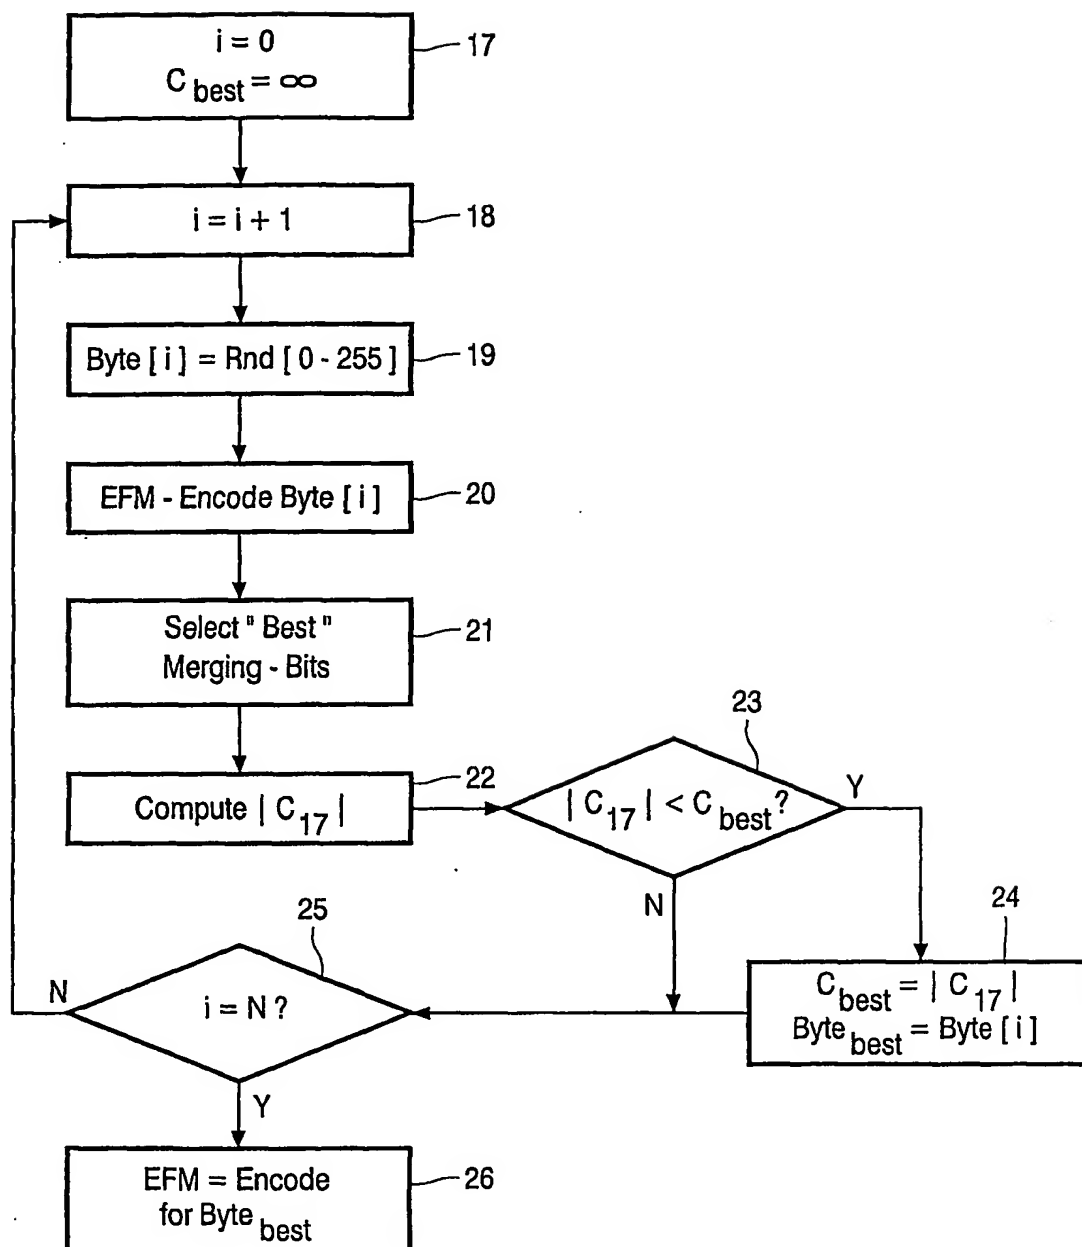 i = 0
C best = ∞
17
i = i + 1
18
Byte [ i ] = Rnd [ 0 - 255 ]
19
EFM - Encode Byte [ i ]
20
Select " Best "
Merging - Bits
21
Compute | C 17 |
22
| C 17 | < C best ?
23
Y
N
C best = | C 17 |
Byte best = Byte [ i ]
24
i = N ?
25
N
Y
EFM = Encode
for Byte best
26